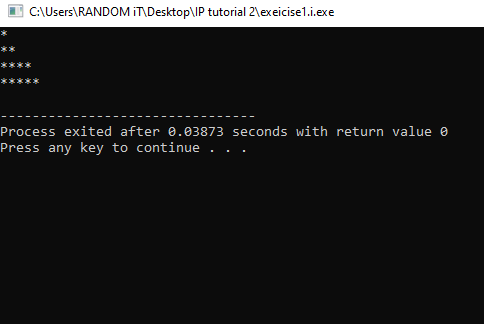 C:\Users\RANDOM iT\Desktop\IP tutorial 2\exeicise1.i.exe
*
**
****
*****
--------------------------------
Process exited after 0.03873 seconds with return value 0
Press any key to continue . . .